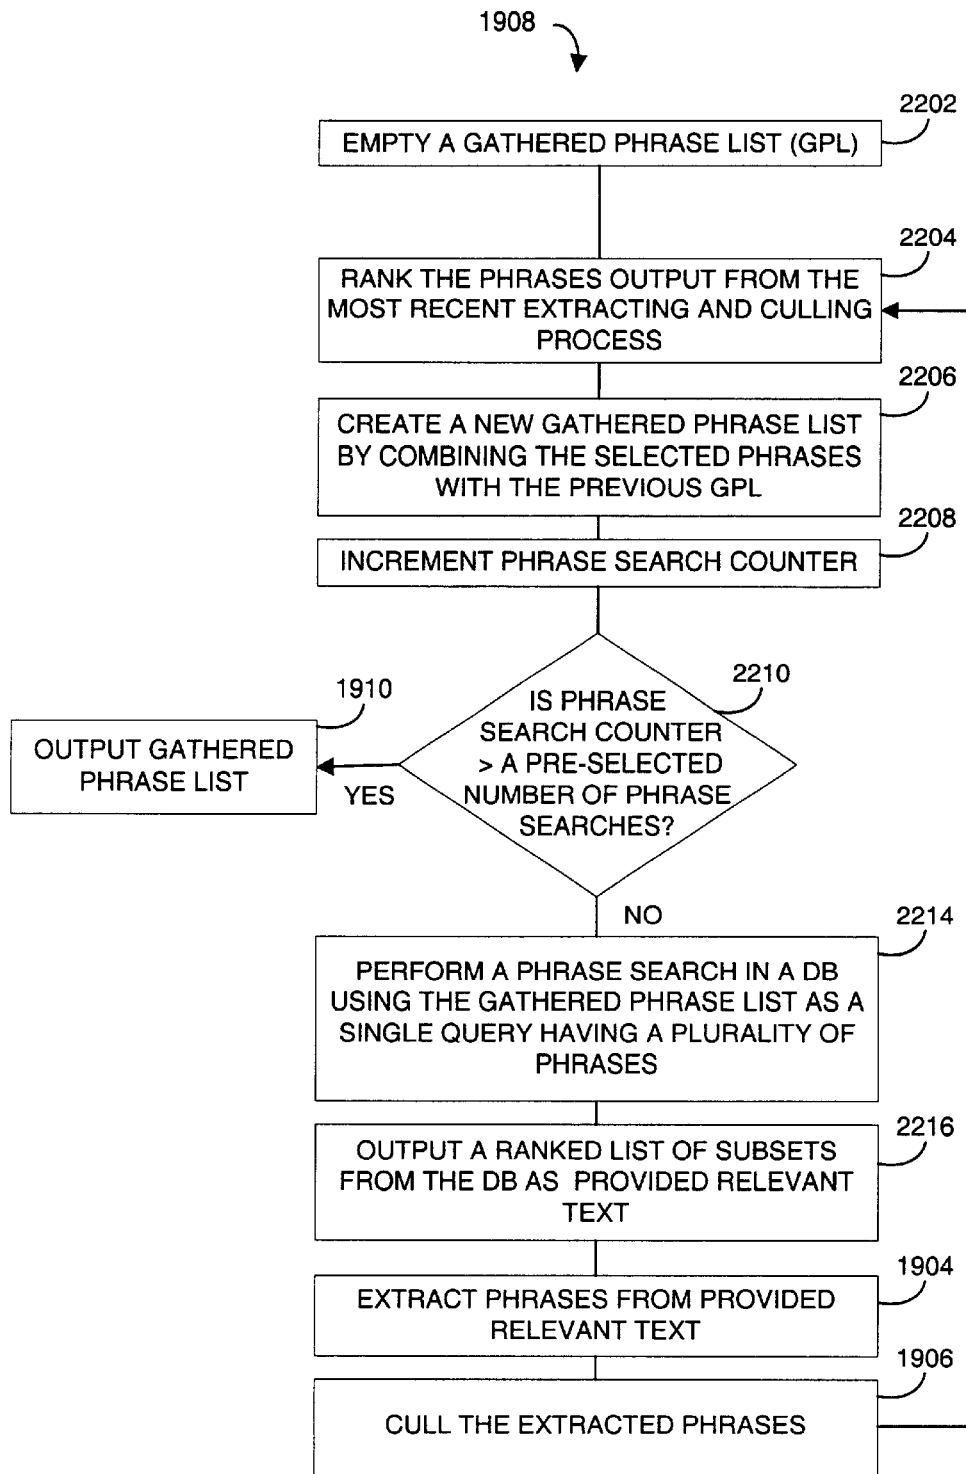 1908
2202
EMPTY A GATHERED PHRASE LIST (GPL)
2204
RANK THE PHRASES OUTPUT FROM THE
MOST RECENT EXTRACTING AND CULLING
PROCESS
2206
CREATE A NEW GATHERED PHRASE LIST
BY COMBINING THE SELECTED PHRASES
WITH THE PREVIOUS GPL
2208
INCREMENT PHRASE SEARCH COUNTER
2210
IS PHRASE
SEARCH COUNTER
> A PRE-SELECTED
NUMBER OF PHRASE
SEARCHES?
1910
OUTPUT GATHERED
PHRASE LIST
YES
NO
2214
PERFORM A PHRASE SEARCH IN A DB
USING THE GATHERED PHRASE LIST AS A
SINGLE QUERY HAVING A PLURALITY OF
PHRASES
2216
OUTPUT A RANKED LIST OF SUBSETS
FROM THE DB AS PROVIDED RELEVANT
TEXT
1904
EXTRACT PHRASES FROM PROVIDED
RELEVANT TEXT
1906
CULL THE EXTRACTED PHRASES